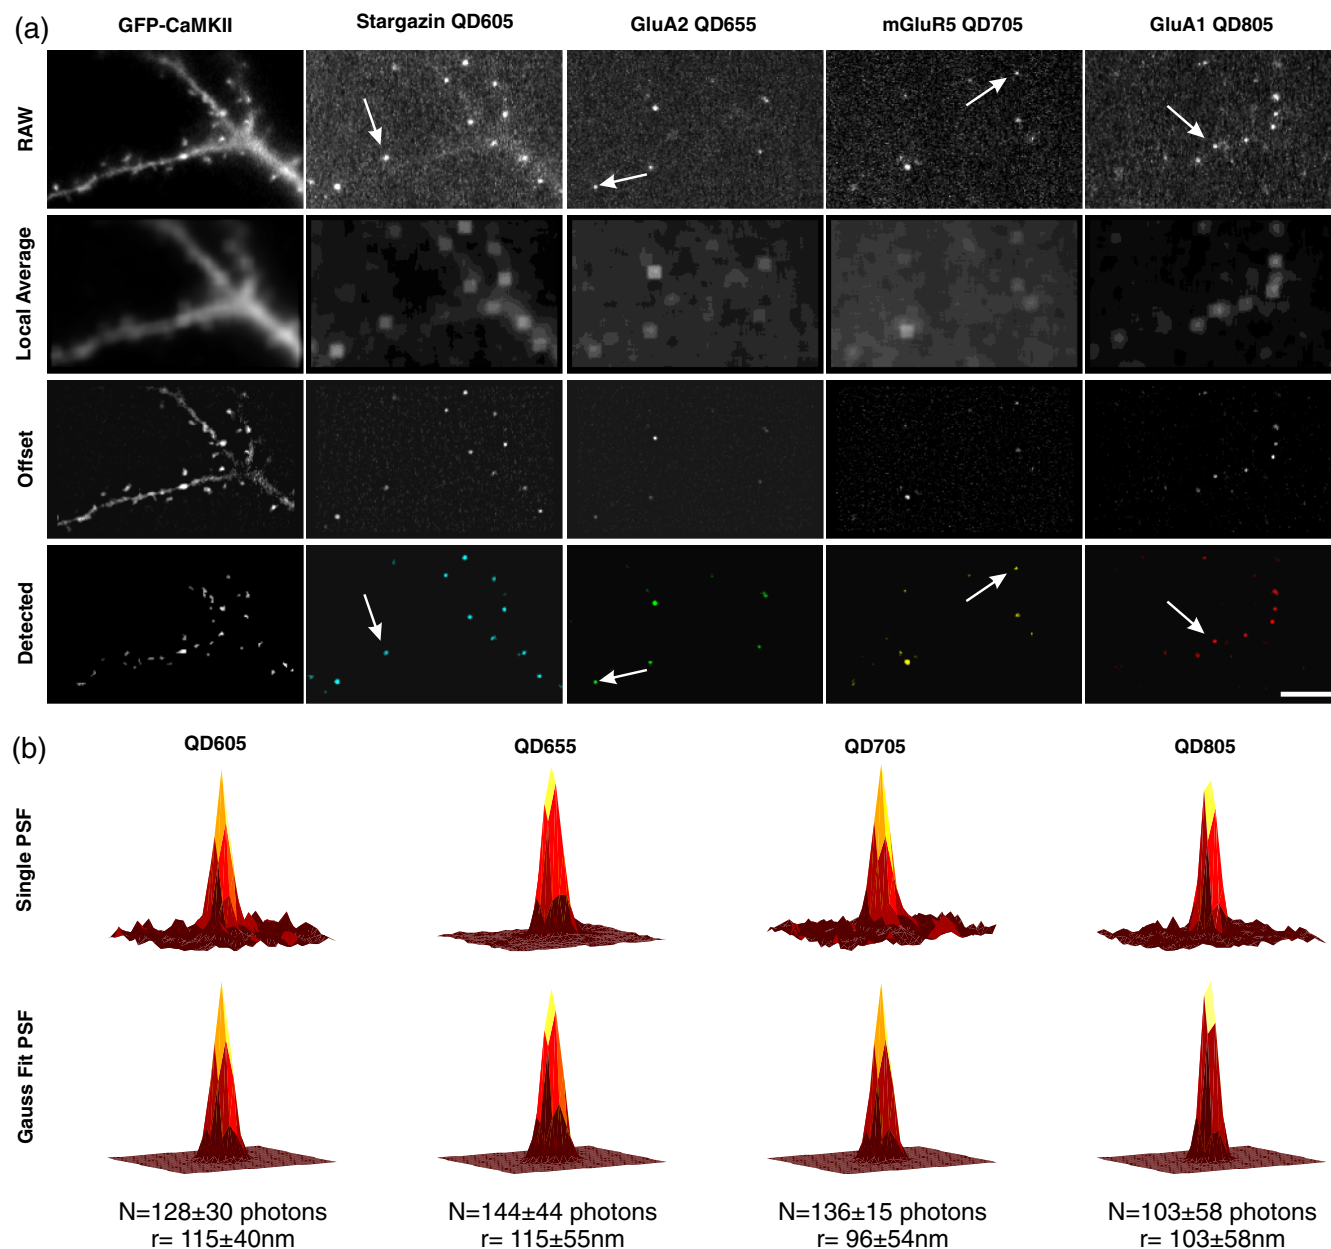 (a)
GFP-CaMKII
Stargazin QD605
GluA2 QD655
mGluR5 QD705
GluA1 QD805
RAW
Local Average
Offset
Detected
(b)
QD605
QD655
QD705
QD805
Single PSF
Gauss Fit PSF
N=128±30 photons
r= 115±40nm
N=144±44 photons
r= 115±55nm
N=136±15 photons
r= 96±54nm
N=103±58 photons
r= 103±58nm